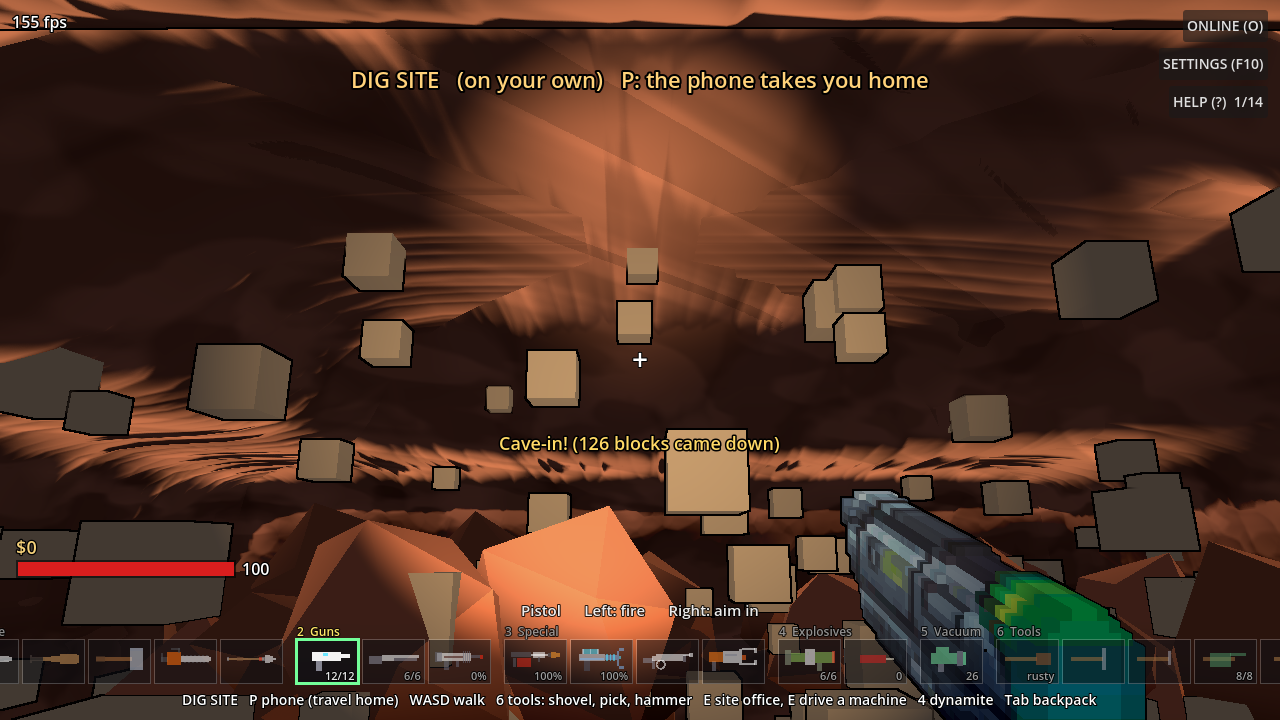 155 fps
ONLINE (O)
SETTINGS (F10)
HELP (?) 1/14
DIG SITE (on your own) P: the phone takes you home
Cave-in! (126 blocks came down)
$0
100
Pistol Left: fire Right: aim in
e 2 Guns 3 Special 4 Explosives 5 Vacuum 6 Tools
12/12 6/6 0% 100% 100% 6/6 0 26 rusty 8/8
DIG SITE P phone (travel home) WASD walk 6 tools: shovel, pick, hammer E site office, E drive a machine 4 dynamite Tab backpack